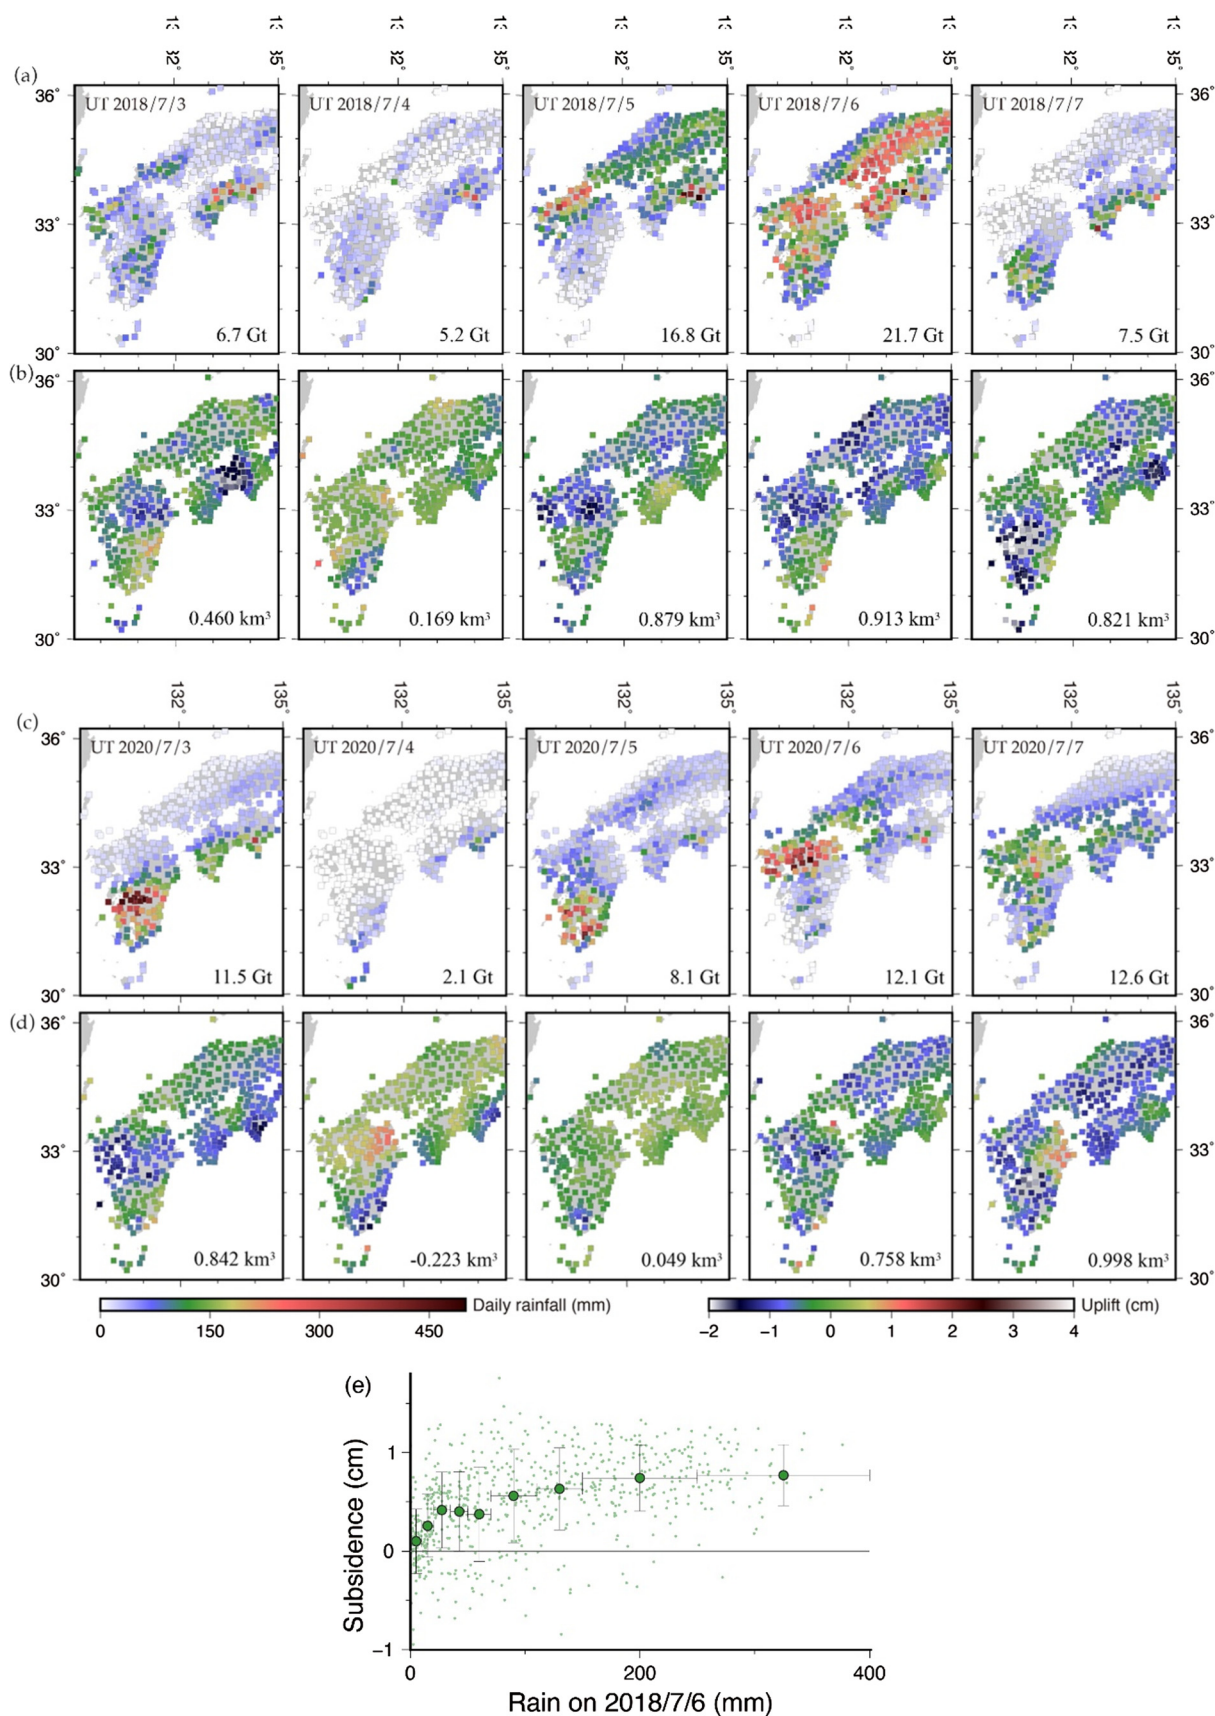 132° 135° 132° 135° 132° 135°
(a)
36° UT 2018/7/3 UT 2018/7/4 UT 2018/7/5 UT 2018/7/6 UT 2018/7/7 36°
33° 33°
6.7 Gt 5.2 Gt 16.8 Gt 21.7 Gt 7.5 Gt
30° 30°
(b)
36° 36°
33° 33°
0.460 km³ 0.169 km³ 0.879 km³ 0.913 km³ 0.821 km³
30° 30°
132° 135° 132° 135° 132° 135° 132° 135° 132° 135°
(c)
36° UT 2020/7/3 UT 2020/7/4 UT 2020/7/5 UT 2020/7/6 UT 2020/7/7 36°
33° 33°
11.5 Gt 2.1 Gt 8.1 Gt 12.1 Gt 12.6 Gt
30° 30°
(d)
36° 36°
33° 33°
0.842 km³ -0.223 km³ 0.049 km³ 0.758 km³ 0.998 km³
30° 30°
Daily rainfall (mm) Uplift (cm)
0 150 300 450 −2 −1 0 1 2 3 4
(e)
Subsidence (cm)
1
0
−1
0 200 400
Rain on 2018/7/6 (mm)